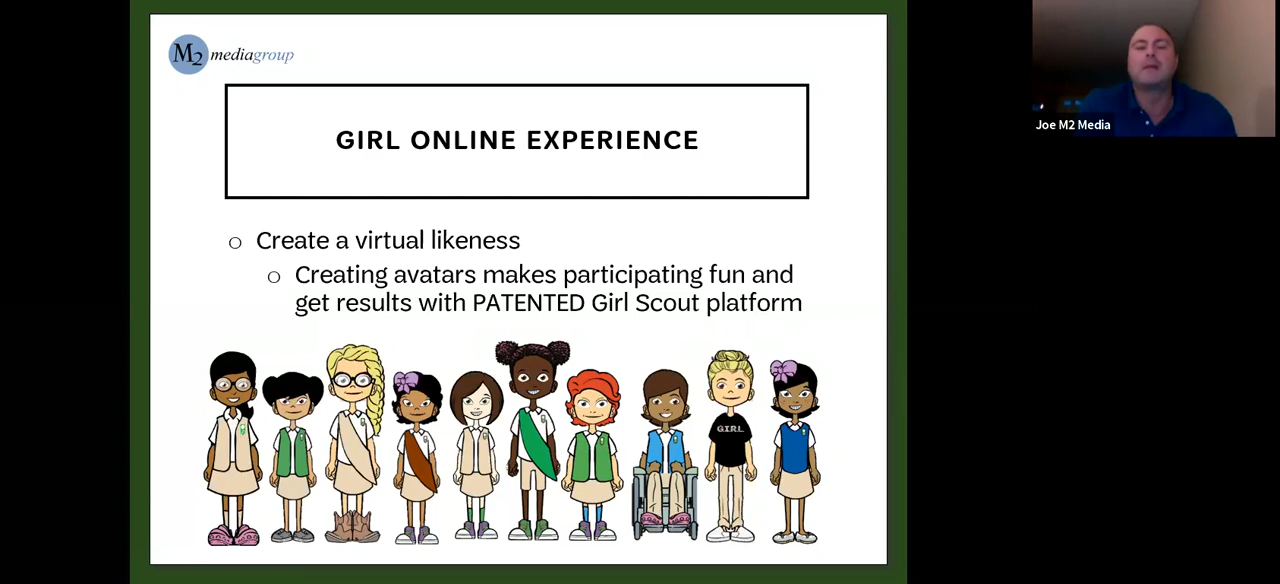 M2 mediagroup
GIRL ONLINE EXPERIENCE
Create a virtual likeness
Creating avatars makes participating fun and
get results with PATENTED Girl Scout platform
GIRL
Joe M2 Media